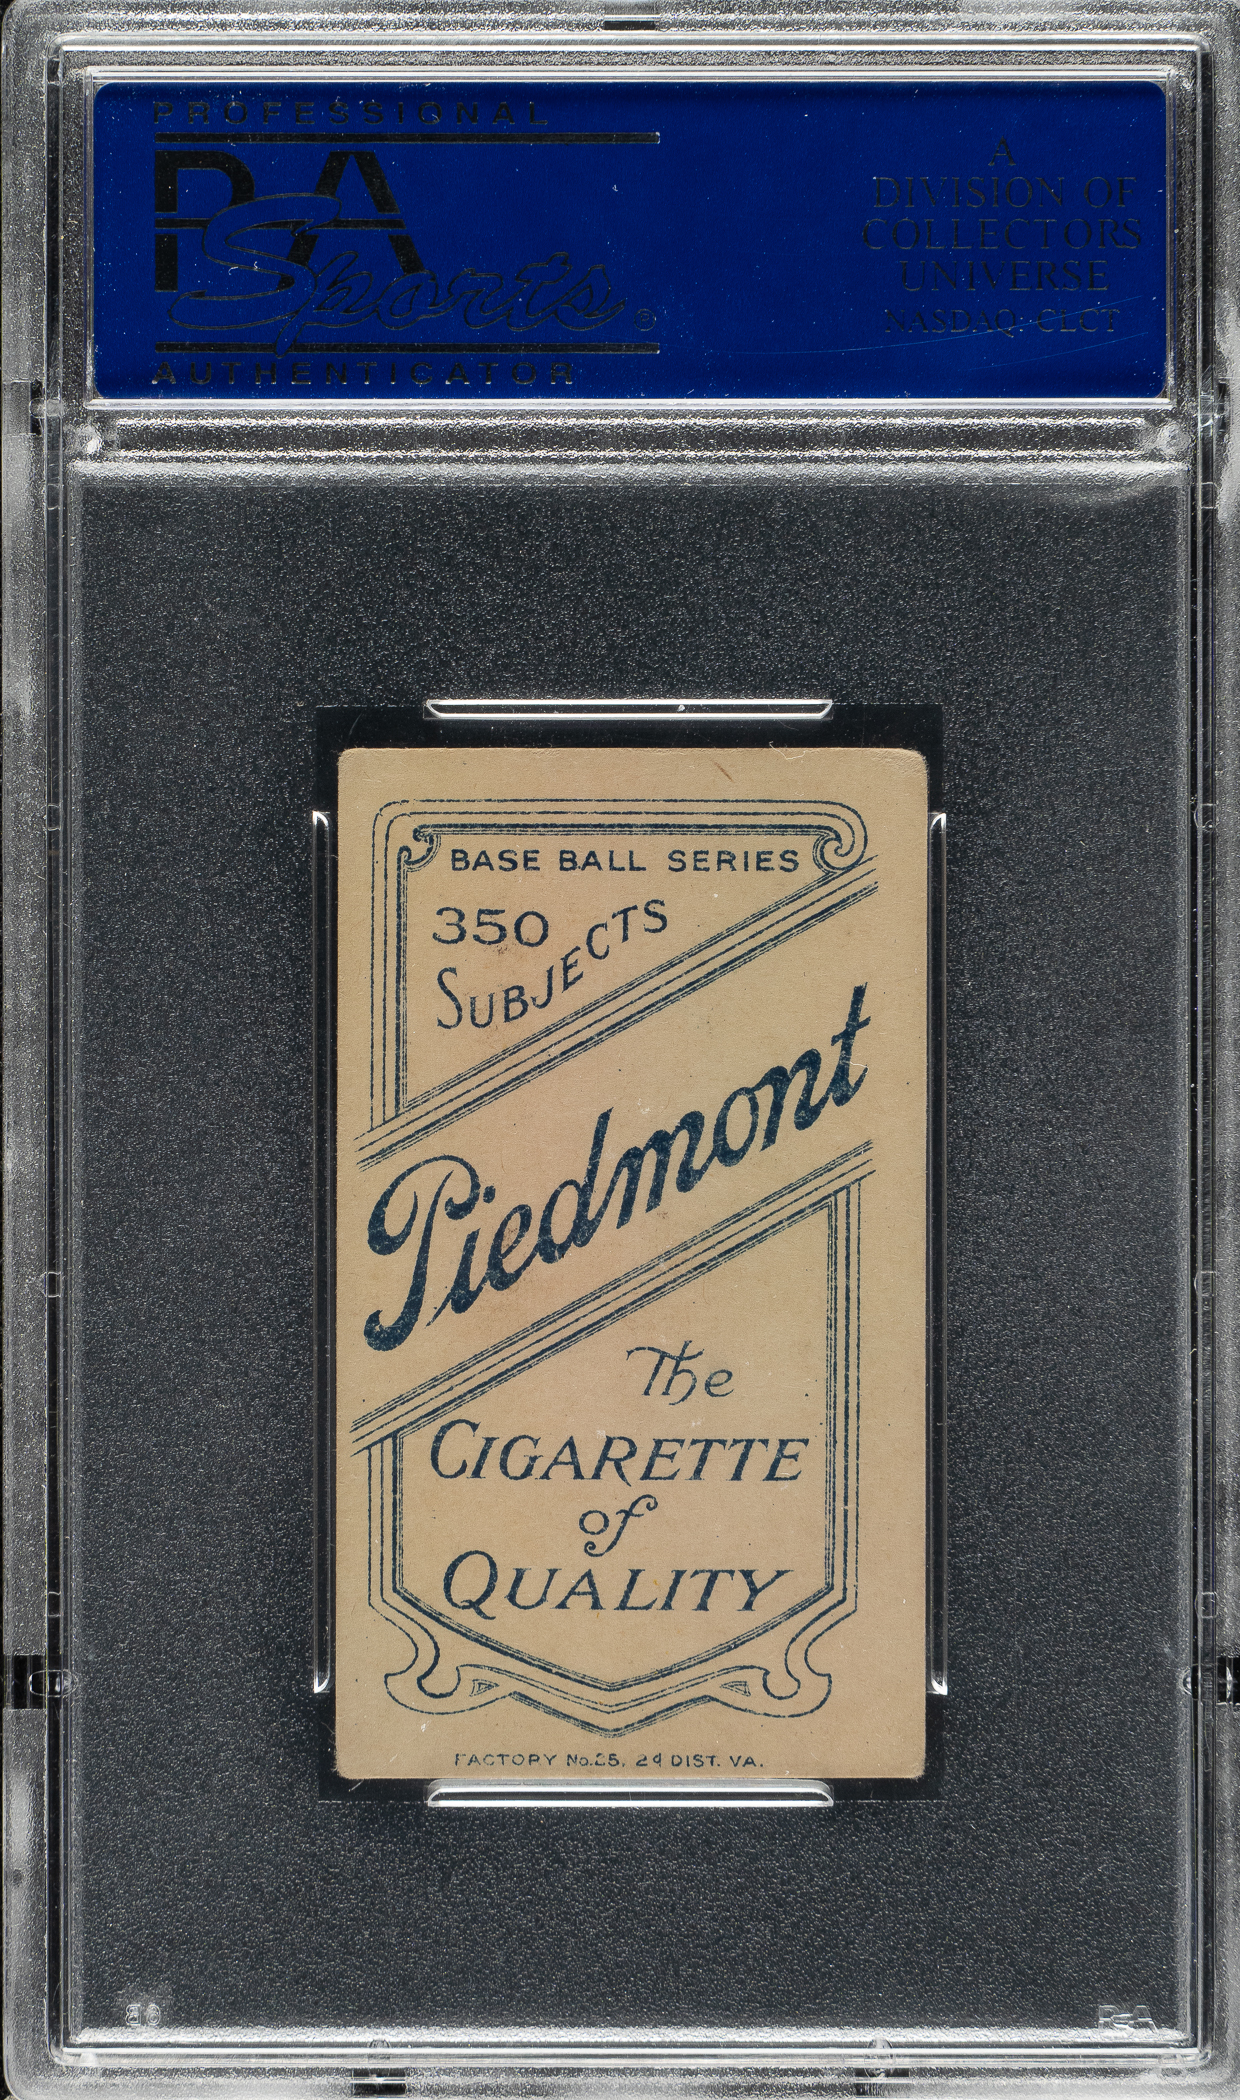 PROFESSIONAL
PSA
Sports®
AUTHENTICATOR
A
DIVISION OF
COLLECTORS
UNIVERSE
NASDAQ: CLCT
BASE BALL SERIES
350
SUBJECTS
Piedmont
The
CIGARETTE
of
QUALITY
FACTORY No. 25, 2d DIST. VA.
PSA